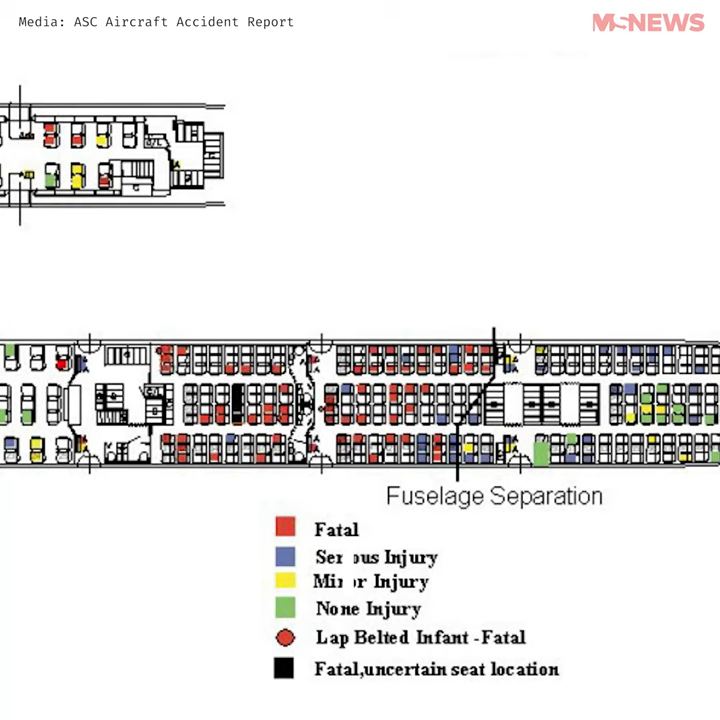 Media: ASC Aircraft Accident Report
MSNEWS
Fuselage Separation
Fatal
Ser ous Injury
Mir or Injury
None Injury
Lap Belted Infant - Fatal
Fatal,uncertain seat location